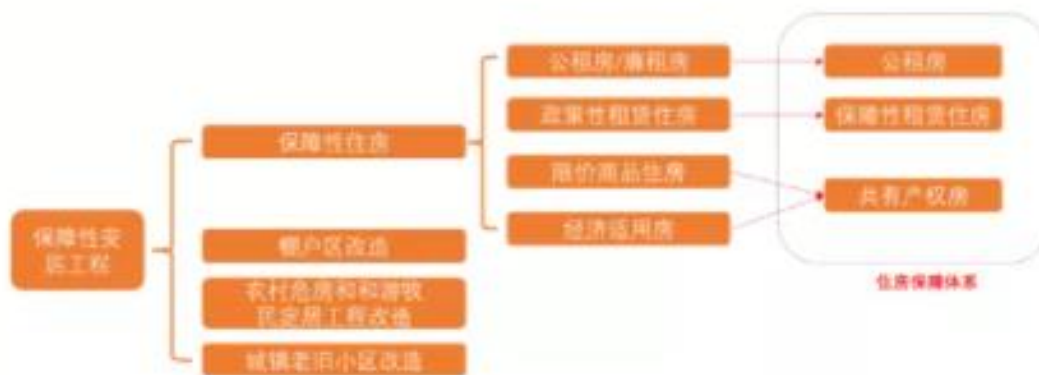 公租房/廉租房
公租房
政策性租赁住房
保障性租赁住房
保障性住房
限价商品住房
共有产权房
经济适用房
保障性安
居工程
棚户区改造
住房保障体系
农村危房和和游牧
民定居工程改造
城镇老旧小区改造